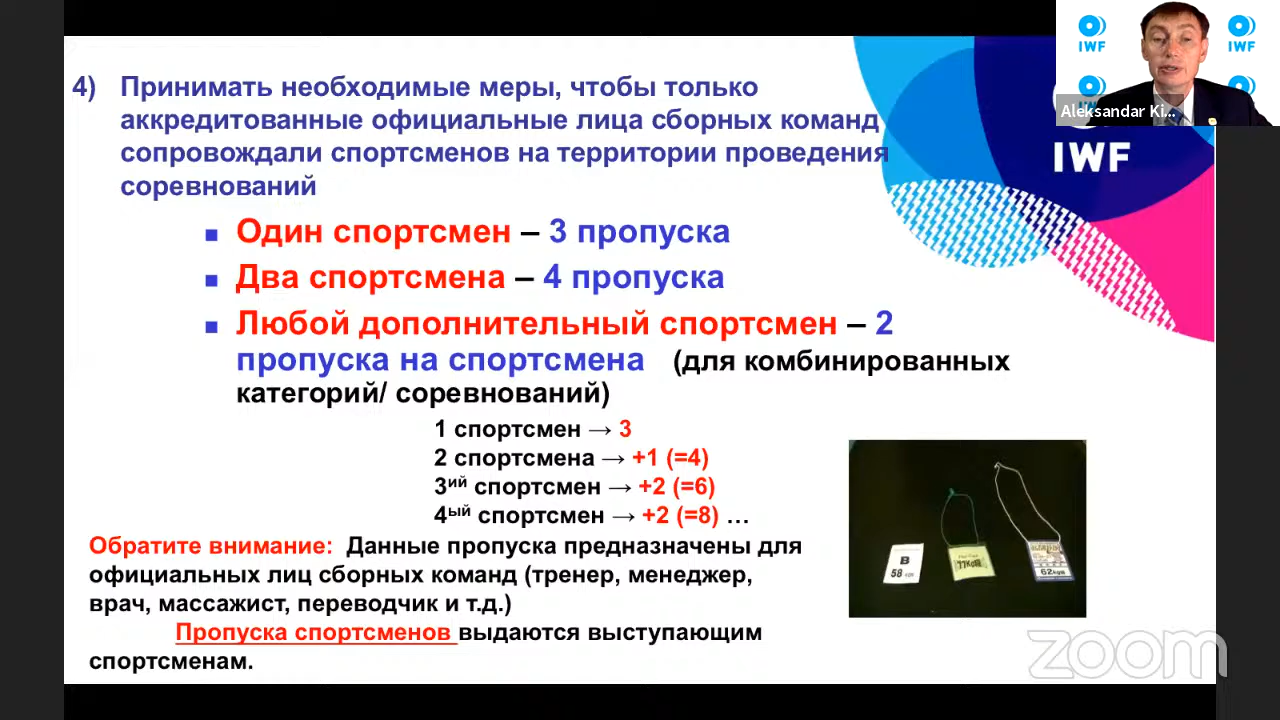 4) Принимать необходимые меры, чтобы только
аккредитованные официальные лица сборных команд
сопровождали спортсменов на территории проведения
соревнований
▪ Один спортсмен – 3 пропуска
▪ Два спортсмена – 4 пропуска
▪ Любой дополнительный спортсмен – 2
пропуска на спортсмена (для комбинированных
категорий/ соревнований)
1 спортсмен → 3
2 спортсмена → +1 (=4)
3ий спортсмен → +2 (=6)
4ый спортсмен → +2 (=8) …
Обратите внимание: Данные пропуска предназначены для
официальных лиц сборных команд (тренер, менеджер,
врач, массажист, переводчик и т.д.)
Пропуска спортсменов выдаются выступающим
спортсменам.
IWF
IWF
IWF
Aleksandar Ki...
IWF
B
58
77
62
zoom